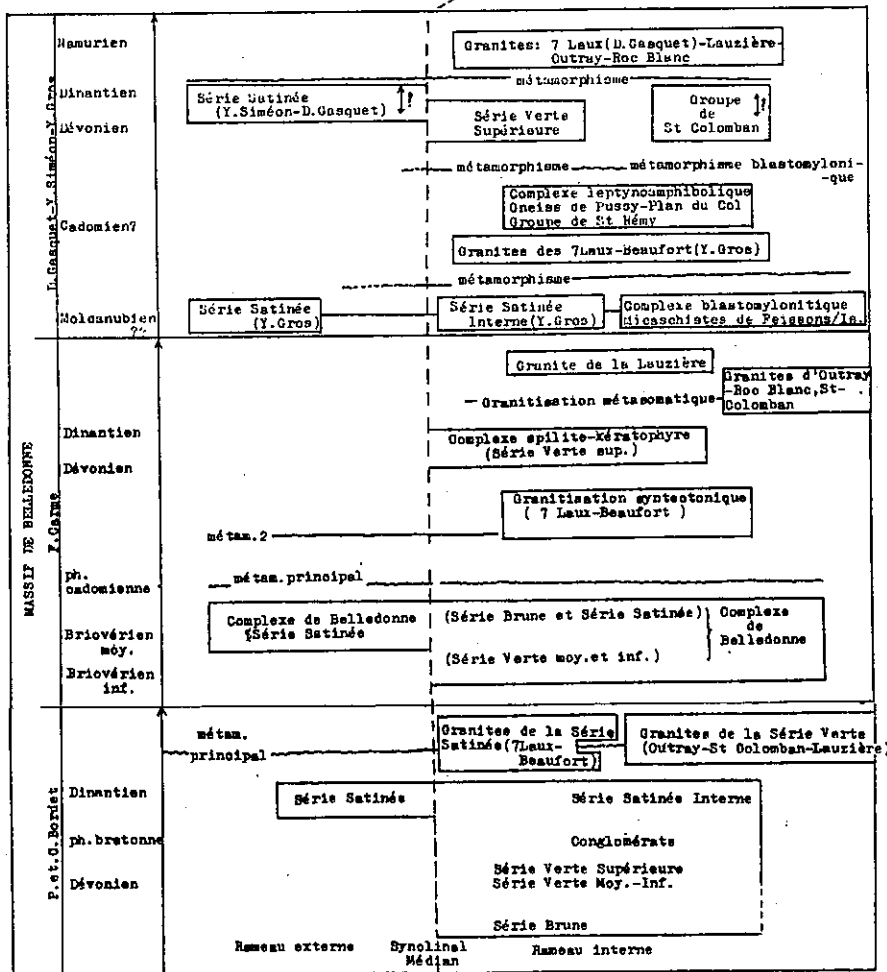 MASSIF DE BELLEDONNE
D.Gasquet-Y.Siméon-Y.Gros
Namurien
Granites: 7 Laux(D.Gasquet)-Lauzière-
Outray-Roc Blanc
métamorphisme
Dinantien
Série Satinée
(Y.Siméon-D.Gasquet)
?
Groupe
de
St Colomban
?
Dévonien
Série Verte
Supérieure
métamorphisme
métamorphisme blastomyloni-
-que
Complexe leptynoamphibolique
Gneiss de Pussy-Plan du Col
Groupe de St Rémy
Cadomien?
Granites des 7Laux-Beaufort(Y.Gros)
métamorphisme
Moldanubien
??
Série Satinée
(Y.Gros)
Série Satinée
Interne(Y.Gros)
Complexe blastomylonitique
Micaschistes de Feissons/Is.
F.Carme
Granite de la Lauzière
Granitisation métasomatique
Granites d'Outray
-Roc Blanc,St-
Colomban
Dinantien
Complexe spilite-kératophyre
(Série Verte sup.)
Dévonien
Granitisation syntectonique
( 7 Laux-Beaufort )
métam.2
ph.
cadomienne
métam.principal
Complexe de Belledonne
Série Satinée
(Série Brune et Série Satinée)
Complexe
de
Belledonne
Briovérien
moy.
(Série Verte moy.et inf.)
Briovérien
inf.
P.et.C.Bordet
métam.
principal
Granites de la Série
Satinée(7Laux-
Beaufort)
Granites de la Série Verte
(Outray-St Colomban-Lauzière)
Dinantien
Série Satinée
Série Satinée Interne
ph.bretonne
Conglomérats
Série Verte Supérieure
Dévonien
Série Verte Moy.-Inf.
Série Brune
Rameau externe
Synclinal
Médian
Rameau interne